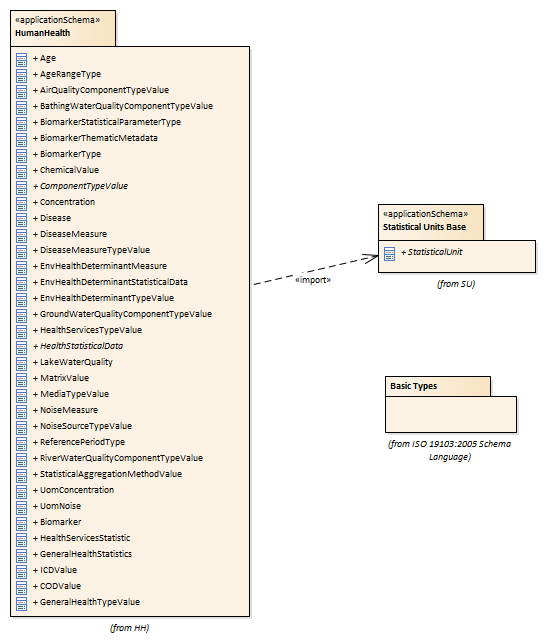 «applicationSchema»
HumanHealth
+ Age
+ AgeRangeType
+ AirQualityComponentTypeValue
+ BathingWaterQualityComponentTypeValue
+ BiomarkerStatisticalParameterType
+ BiomarkerThematicMetadata
+ BiomarkerType
+ ChemicalValue
+ ComponentTypeValue
+ Concentration
+ Disease
+ DiseaseMeasure
+ DiseaseMeasureTypeValue
+ EnvHealthDeterminantMeasure
+ EnvHealthDeterminantStatisticalData
+ EnvHealthDeterminantTypeValue
+ GroundWaterQualityComponentTypeValue
+ HealthServicesTypeValue
+ HealthStatisticalData
+ LakeWaterQuality
+ MatrixValue
+ MediaTypeValue
+ NoiseMeasure
+ NoiseSourceTypeValue
+ ReferencePeriodType
+ RiverWaterQualityComponentTypeValue
+ StatisticalAggregationMethodValue
+ UomConcentration
+ UomNoise
+ Biomarker
+ HealthServicesStatistic
+ GeneralHealthStatistics
+ ICDValue
+ CODValue
+ GeneralHealthTypeValue
(from HH)
«import»
«applicationSchema»
Statistical Units Base
+ StatisticalUnit
(from SU)
Basic Types
(from ISO 19103:2005 Schema
Language)